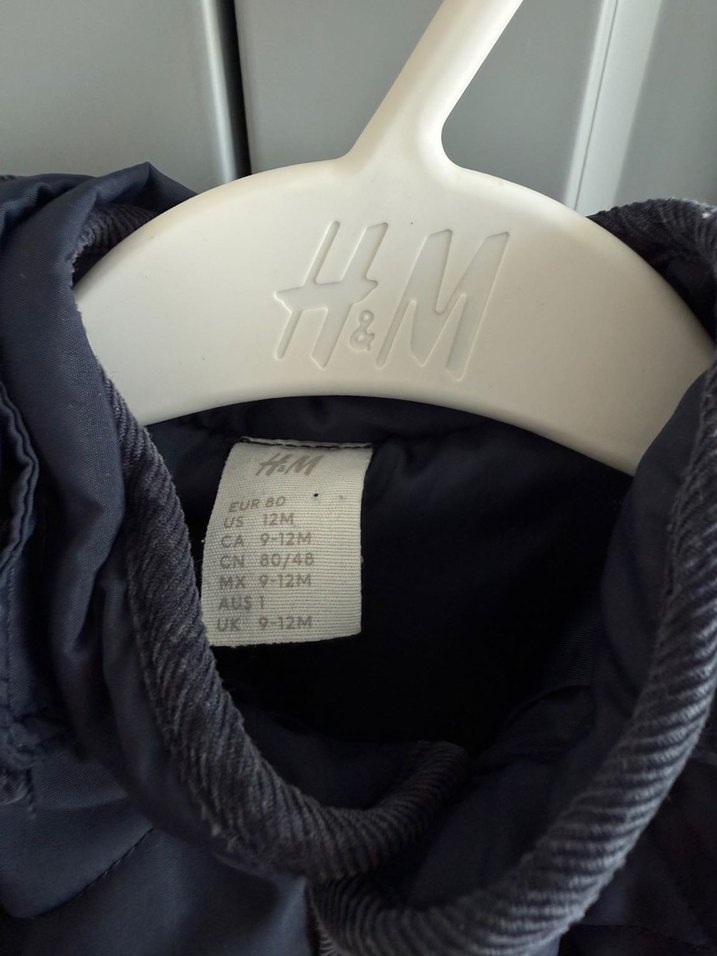 H&M
H&M
EUR 80
US 12M
CA 9-12M
CN 80/48
MX 9-12M
AUS 1
UK 9-12M